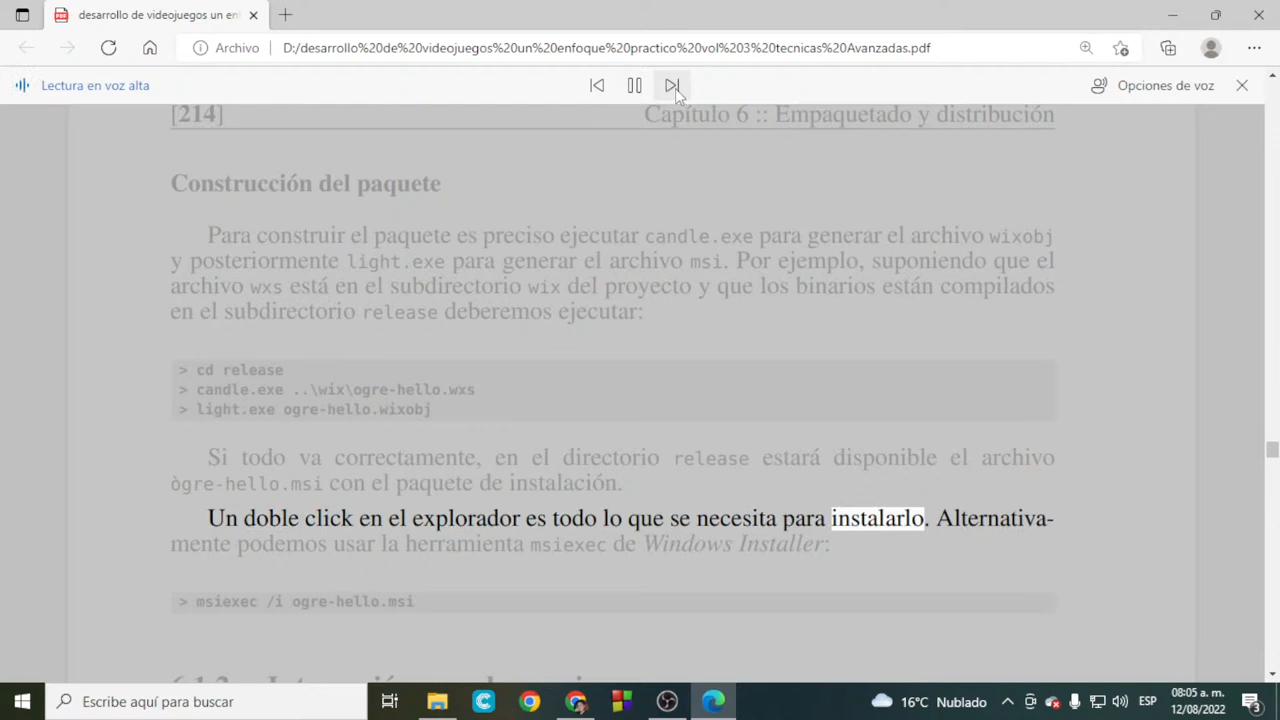 desarrollo de videojuegos un en
Archivo
D:/desarrollo%20de%20videojuegos%20un%20enfoque%20practico%20vol%203%20tecnicas%20Avanzadas.pdf
Lectura en voz alta
Opciones de voz
[214]
Capítulo 6 :: Empaquetado y distribución
Construcción del paquete
Para construir el paquete es preciso ejecutar candle.exe para generar el archivo wixobj
y posteriormente light.exe para generar el archivo msi. Por ejemplo, suponiendo que el
archivo wxs está en el subdirectorio wix del proyecto y que los binarios están compilados
en el subdirectorio release deberemos ejecutar:
> cd release
> candle.exe ..\wix\ogre-hello.wxs
> light.exe ogre-hello.wixobj
Si todo va correctamente, en el directorio release estará disponible el archivo
ògre-hello.msi con el paquete de instalación.
Un doble click en el explorador es todo lo que se necesita para instalarlo. Alternativa-
mente podemos usar la herramienta msiexec de Windows Installer:
> msiexec /i ogre-hello.msi
Escribe aquí para buscar
16°C Nublado
ESP
08:05 a. m.
12/08/2022
3